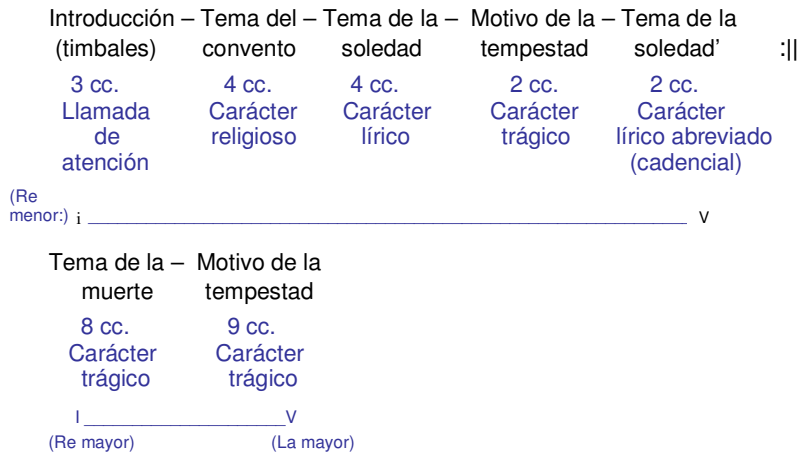 Introducción – Tema del – Tema de la – Motivo de la – Tema de la
(timbales) convento soledad tempestad soledad’ :||
3 cc. 4 cc. 4 cc. 2 cc. 2 cc.
Llamada Carácter Carácter Carácter Carácter
de religioso lírico trágico lírico abreviado
atención (cadencial)
(Re
menor:) i ____________________________________________________________ V
Tema de la – Motivo de la
muerte tempestad
8 cc. 9 cc.
Carácter Carácter
trágico trágico
I ____________________V
(Re mayor) (La mayor)